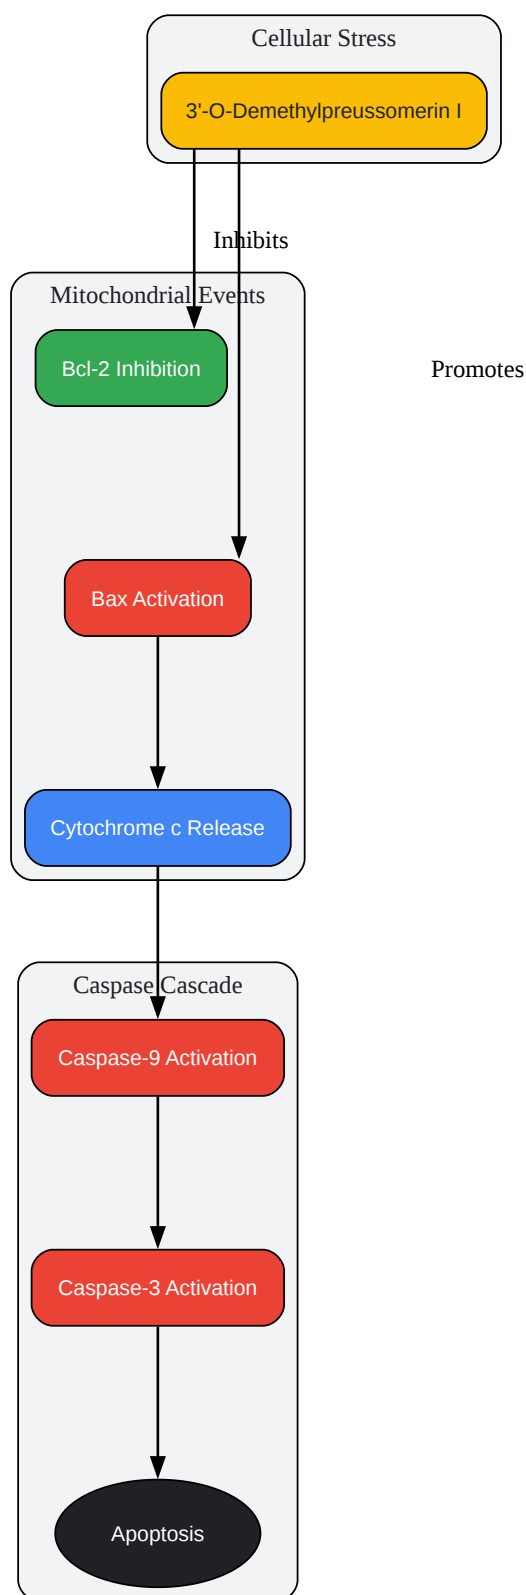 Cellular Stress
3'-O-Demethylpreussomerin I
Inhibits
Mitochondrial Events
Bcl-2 Inhibition
Promotes
Bax Activation
Cytochrome c Release
Caspase Cascade
Caspase-9 Activation
Caspase-3 Activation
Apoptosis